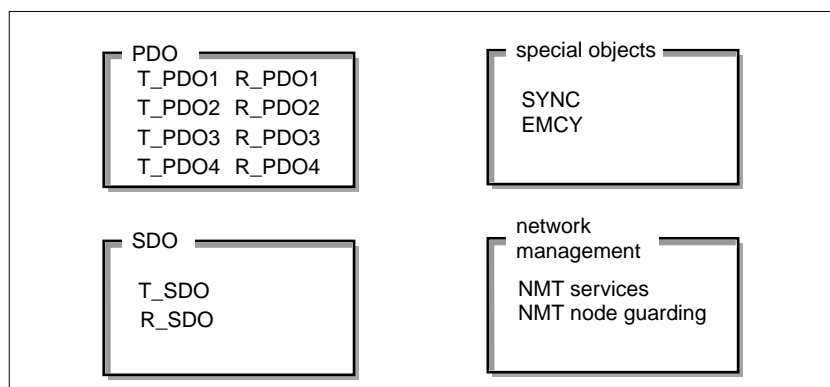 PDO
T_PDO1 R_PDO1
T_PDO2 R_PDO2
T_PDO3 R_PDO3
T_PDO4 R_PDO4
special objects
SYNC
EMCY
SDO
T_SDO
R_SDO
network
management
NMT services
NMT node guarding